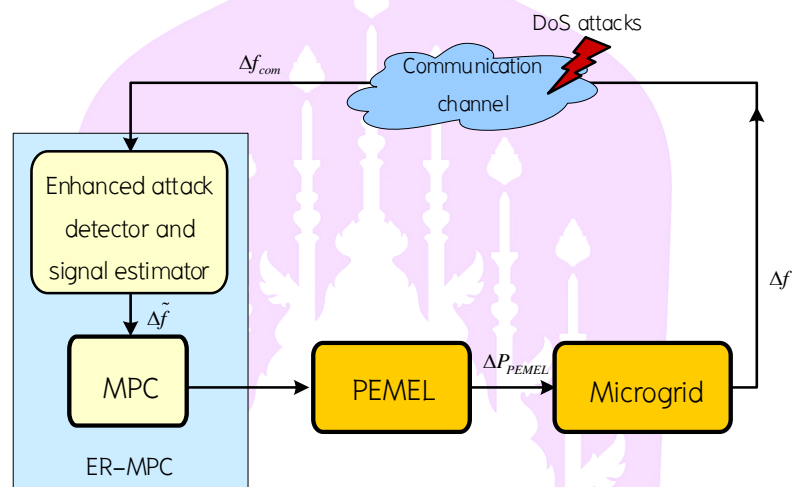 DoS attacks
Δf_com
Communication
channel
Enhanced attack
detector and
signal estimator
Δf
Δf̃
MPC
PEMEL
ΔP_PEMEL
Microgrid
ER-MPC